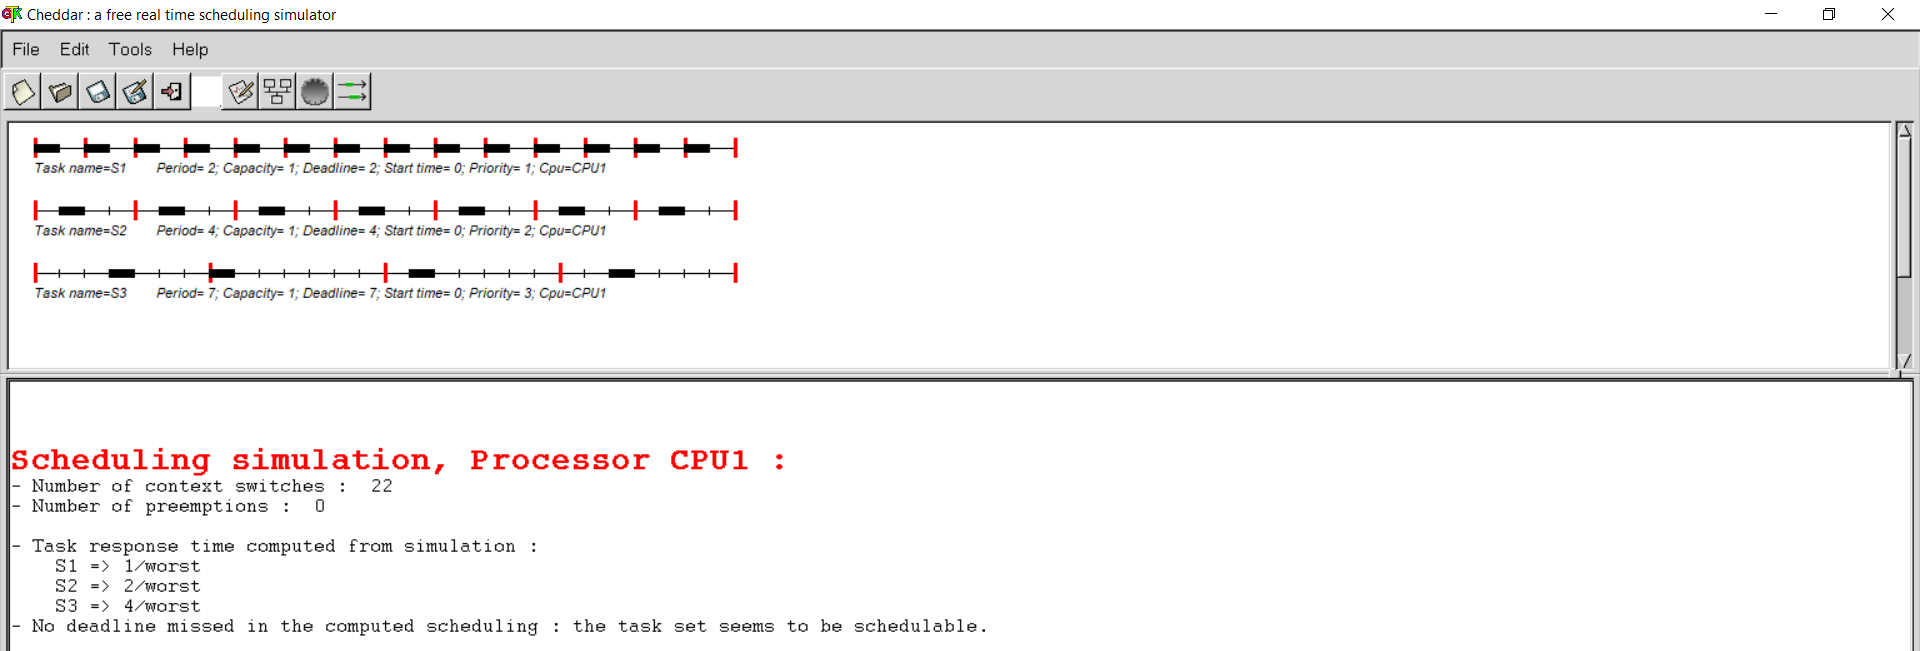 Cheddar : a free real time scheduling simulator
File Edit Tools Help
Task name=S1 Period= 2; Capacity= 1; Deadline= 2; Start time= 0; Priority= 1; Cpu=CPU1
Task name=S2 Period= 4; Capacity= 1; Deadline= 4; Start time= 0; Priority= 2; Cpu=CPU1
Task name=S3 Period= 7; Capacity= 1; Deadline= 7; Start time= 0; Priority= 3; Cpu=CPU1
Scheduling simulation, Processor CPU1 :
- Number of context switches : 22
- Number of preemptions : 0
- Task response time computed from simulation :
S1 => 1/worst
S2 => 2/worst
S3 => 4/worst
- No deadline missed in the computed scheduling : the task set seems to be schedulable.